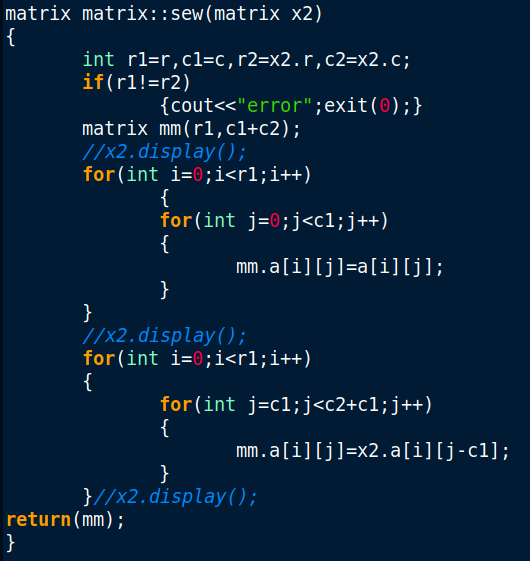 matrix matrix::sew(matrix x2)
{
        int r1=r,c1=c,r2=x2.r,c2=x2.c;
        if(r1!=r2)
                {cout<<"error";exit(0);}
        matrix mm(r1,c1+c2);
        //x2.display();
        for(int i=0;i<r1;i++)
                {
                for(int j=0;j<c1;j++)
                {
                        mm.a[i][j]=a[i][j];
                }
        }
        //x2.display();
        for(int i=0;i<r1;i++)
        {
                for(int j=c1;j<c2+c1;j++)
                {
                        mm.a[i][j]=x2.a[i][j-c1];
                }
        }//x2.display();
return(mm);
}